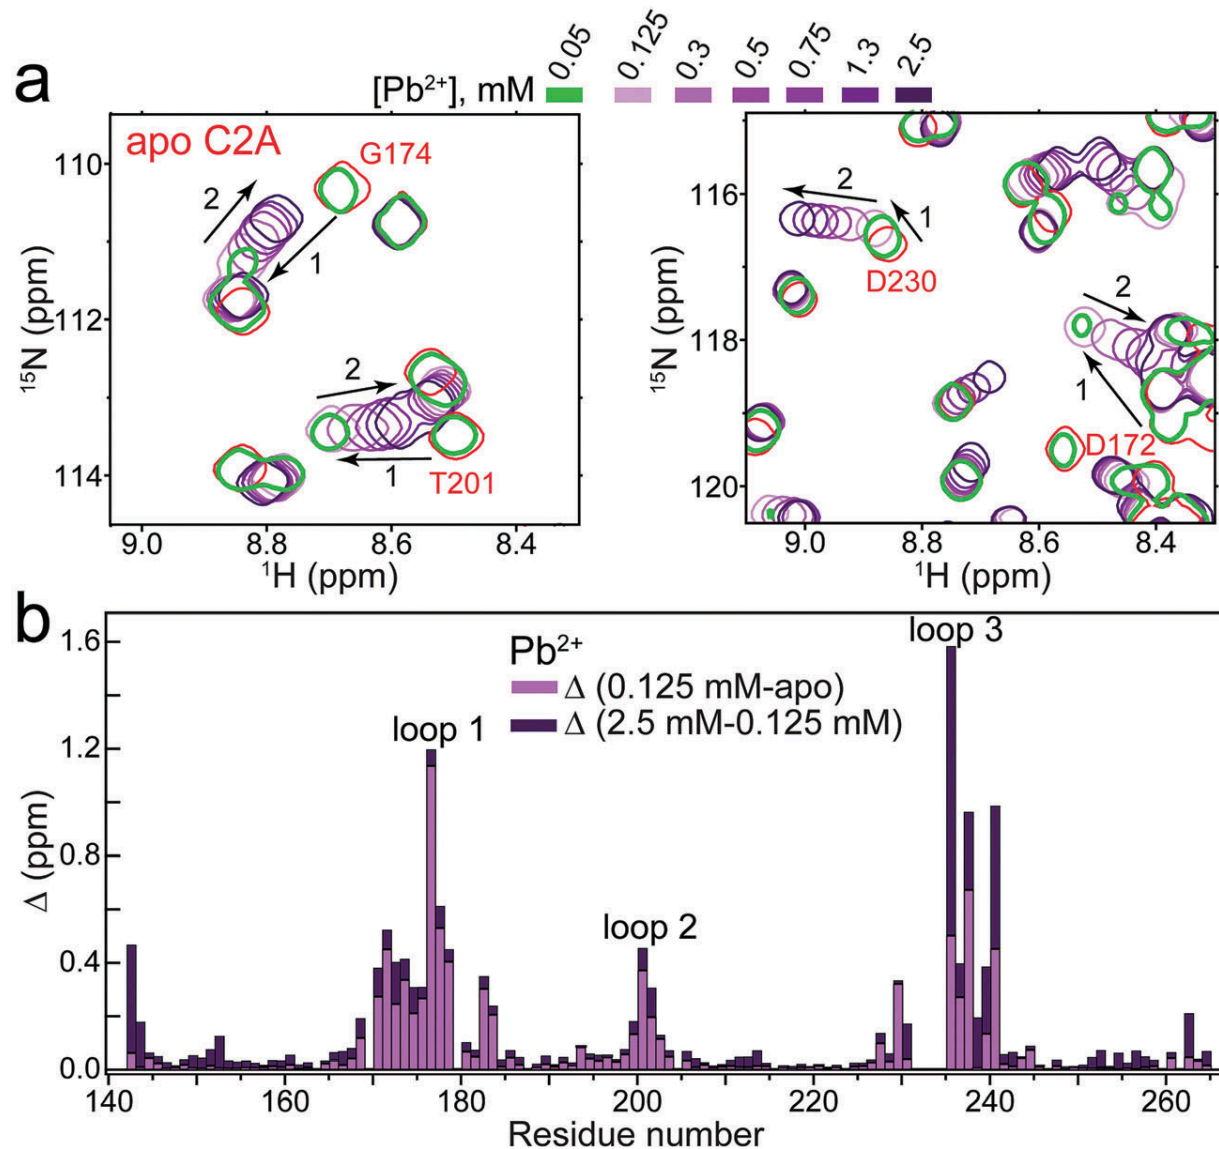 a
[Pb²⁺], mM 0.05 0.125 0.3 0.5 0.75 1.3 2.5
apo C2A
G174
2
1
2
1
T201
110
112
114
¹⁵N (ppm)
9.0 8.8 8.6 8.4
¹H (ppm)
2
1
D230
2
1
D172
116
118
120
¹⁵N (ppm)
9.0 8.8 8.6 8.4
¹H (ppm)
b
Pb²⁺
Δ (0.125 mM-apo)
Δ (2.5 mM-0.125 mM)
loop 1
loop 2
loop 3
1.6
1.2
0.8
0.4
0.0
Δ (ppm)
140 160 180 200 220 240 260
Residue number